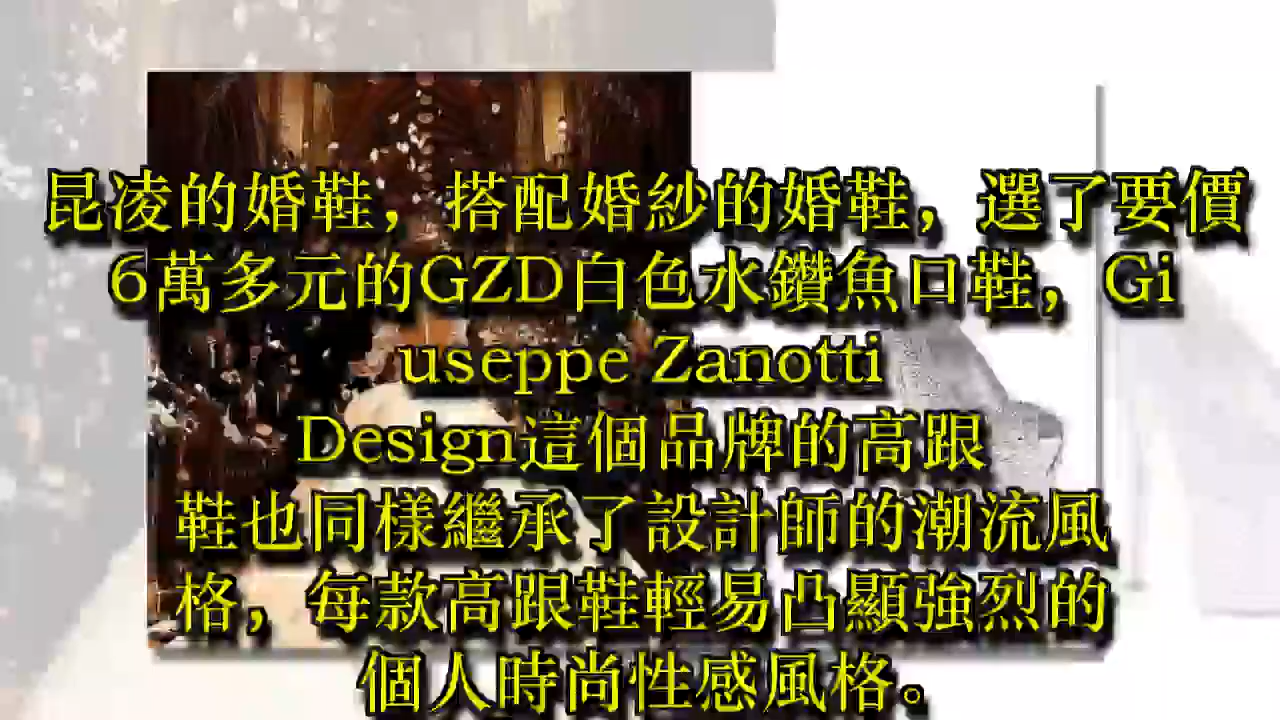 昆凌的婚鞋，搭配婚紗的婚鞋，選了要價
6萬多元的GZD白色水鑽魚口鞋，Gi
useppe Zanotti
Design這個品牌的高跟
鞋也同樣繼承了設計師的潮流風
格，每款高跟鞋輕易凸顯強烈的
個人時尚性感風格。